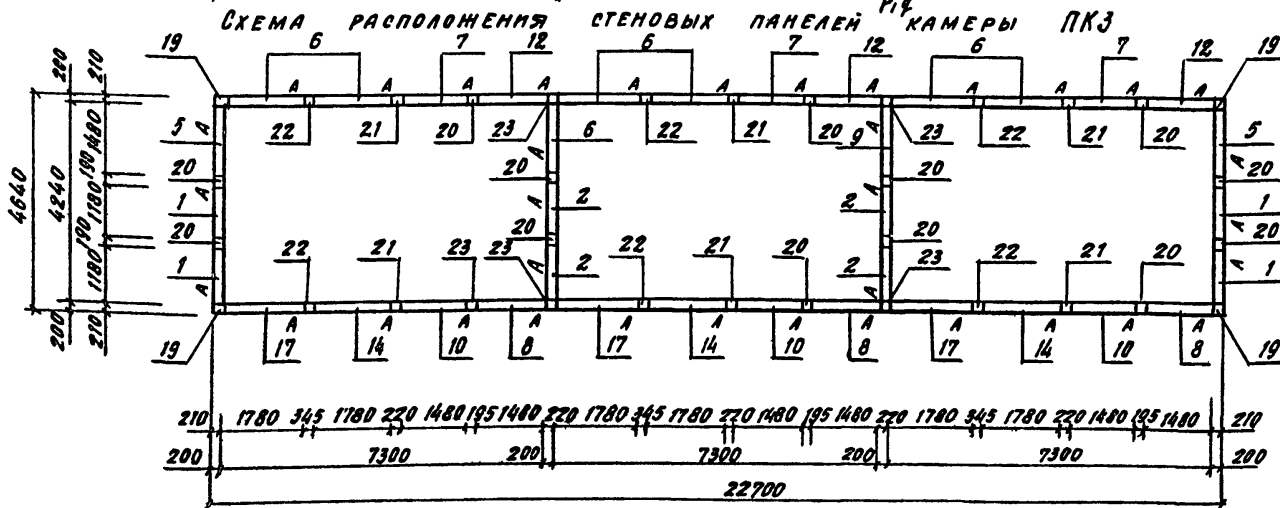 Схема расположения стеновых панелей камеры ПК3
19 6 7 12 6 7 12 6 7 12 19
А А А А А А А А А
5 А 22 21 20 23 А 6 22 21 20 9 А 23 22 21 20 5 А
20 20 20 20
1 А А 2 2 А А 1
20 20 20 20
22 21 23 23 22 21 20 23 22 21 20
1 А А 2 2 А А 1
А А А А А А А А А
19 17 14 10 8 17 14 10 8 17 14 10 8 19
200 210
4640 4240 1480 190 1180 190 1180
200 210
210 1780 345 1780 220 1480 195 1480 220 1780 345 1780 220 1480 195 1480 220 1780 345 1780 220 1480 195 1480 210
200 7300 200 7300 200 7300 200
22700